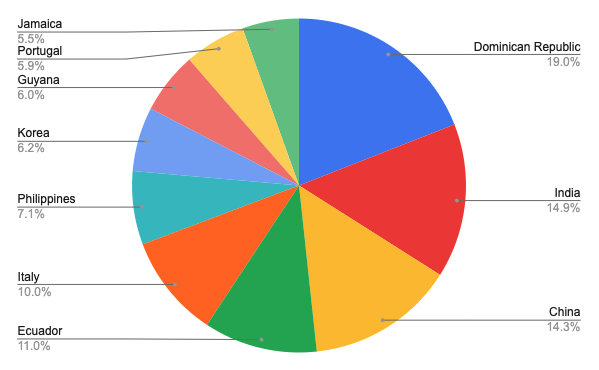 Jamaica
5.5%
Portugal
5.9%
Guyana
6.0%
Korea
6.2%
Philippines
7.1%
Italy
10.0%
Ecuador
11.0%
Dominican Republic
19.0%
India
14.9%
China
14.3%